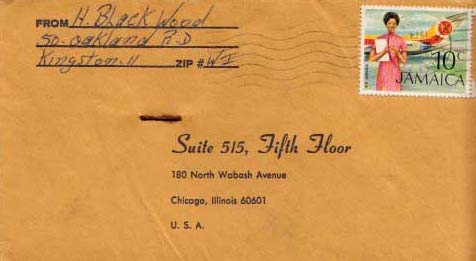 FROM H. Black Wood
50. Oakland R.D
Kingston. 11 ZIP # W-I
10c
JAMAICA
Suite 515, Fifth Floor
180 North Wabash Avenue
Chicago, Illinois 60601
U. S. A.